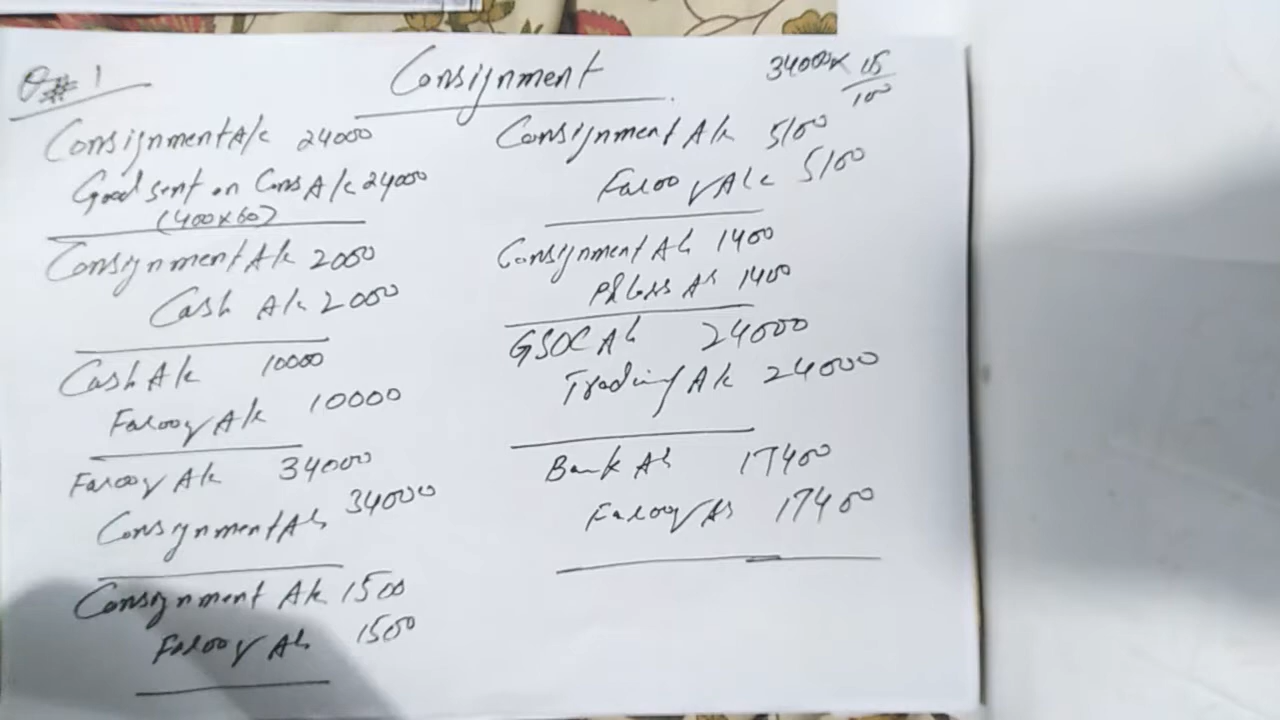 Q# 1
Consignment
34000 x 15
100
Consignment A/c 24000
Good sent on Cons A/c 24000
(400x60)
Consignment A/c 2000
Cash A/c 2000
Cash A/c 10000
Farooq A/c 10000
Farooq A/c 34000
Consignment A/c 34000
Consignment A/c 1500
Farooq A/c 1500
Consignment A/c 5100
Farooq A/c 5100
Consignment A/c 1400
P&Loss A/c 1400
GSOC A/c 24000
Trading A/c 24000
Bank A/c 17400
Farooq A/c 17400